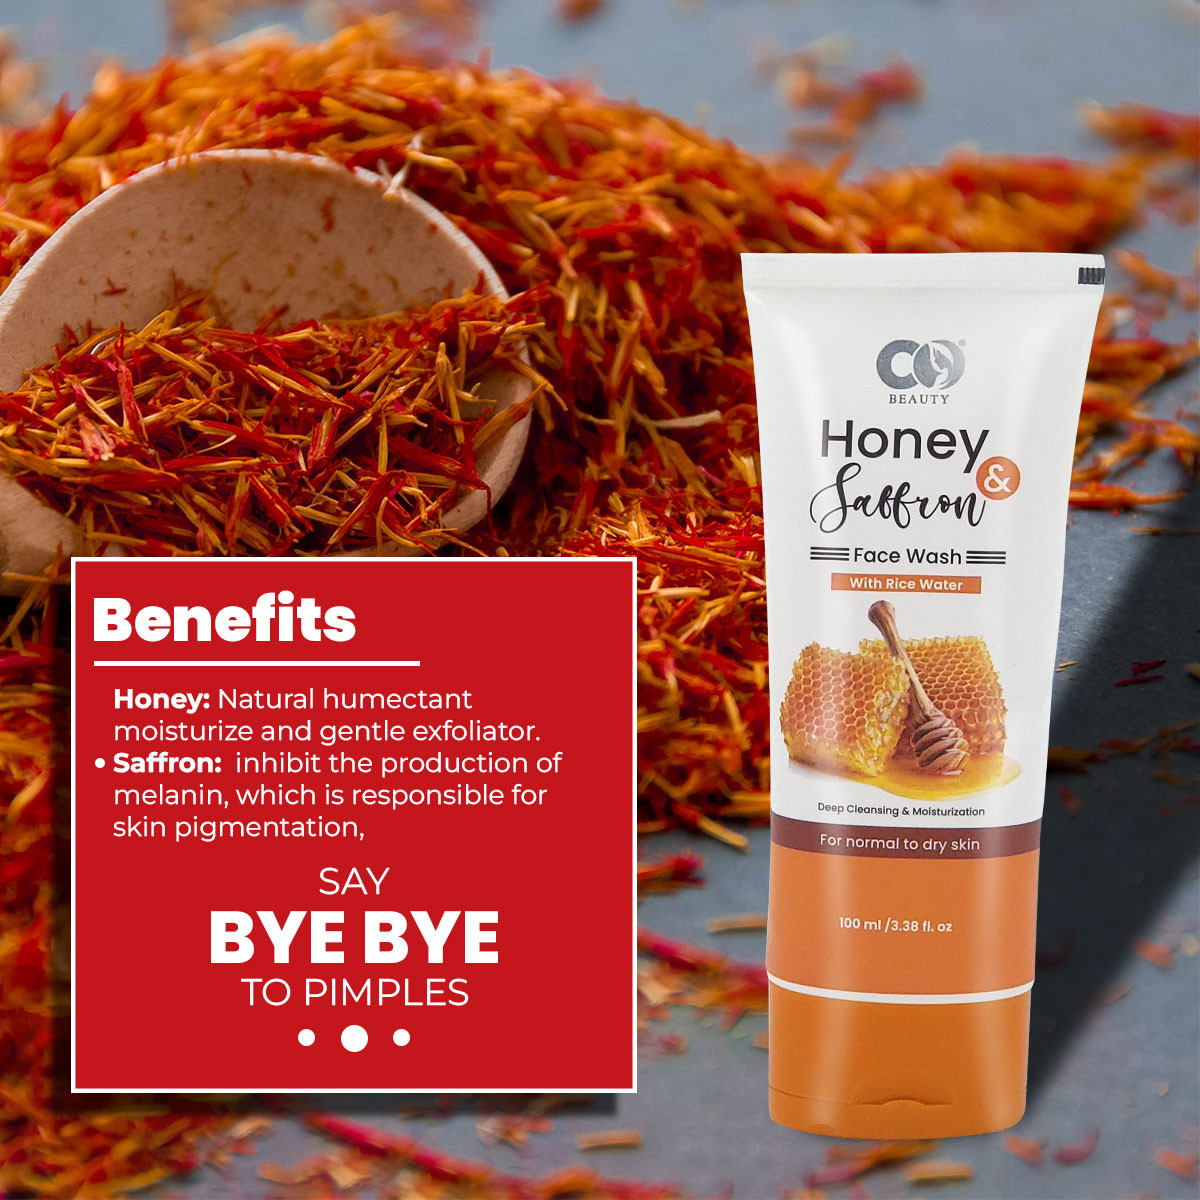 CO
BEAUTY
Honey
&
Saffron
Face Wash
With Rice Water
Deep Cleansing & Moisturization
For normal to dry skin
100 ml /3.38 fl. oz
Benefits
Honey: Natural humectant
moisturize and gentle exfoliator.
• Saffron: inhibit the production of
melanin, which is responsible for
skin pigmentation,
SAY
BYE BYE
TO PIMPLES